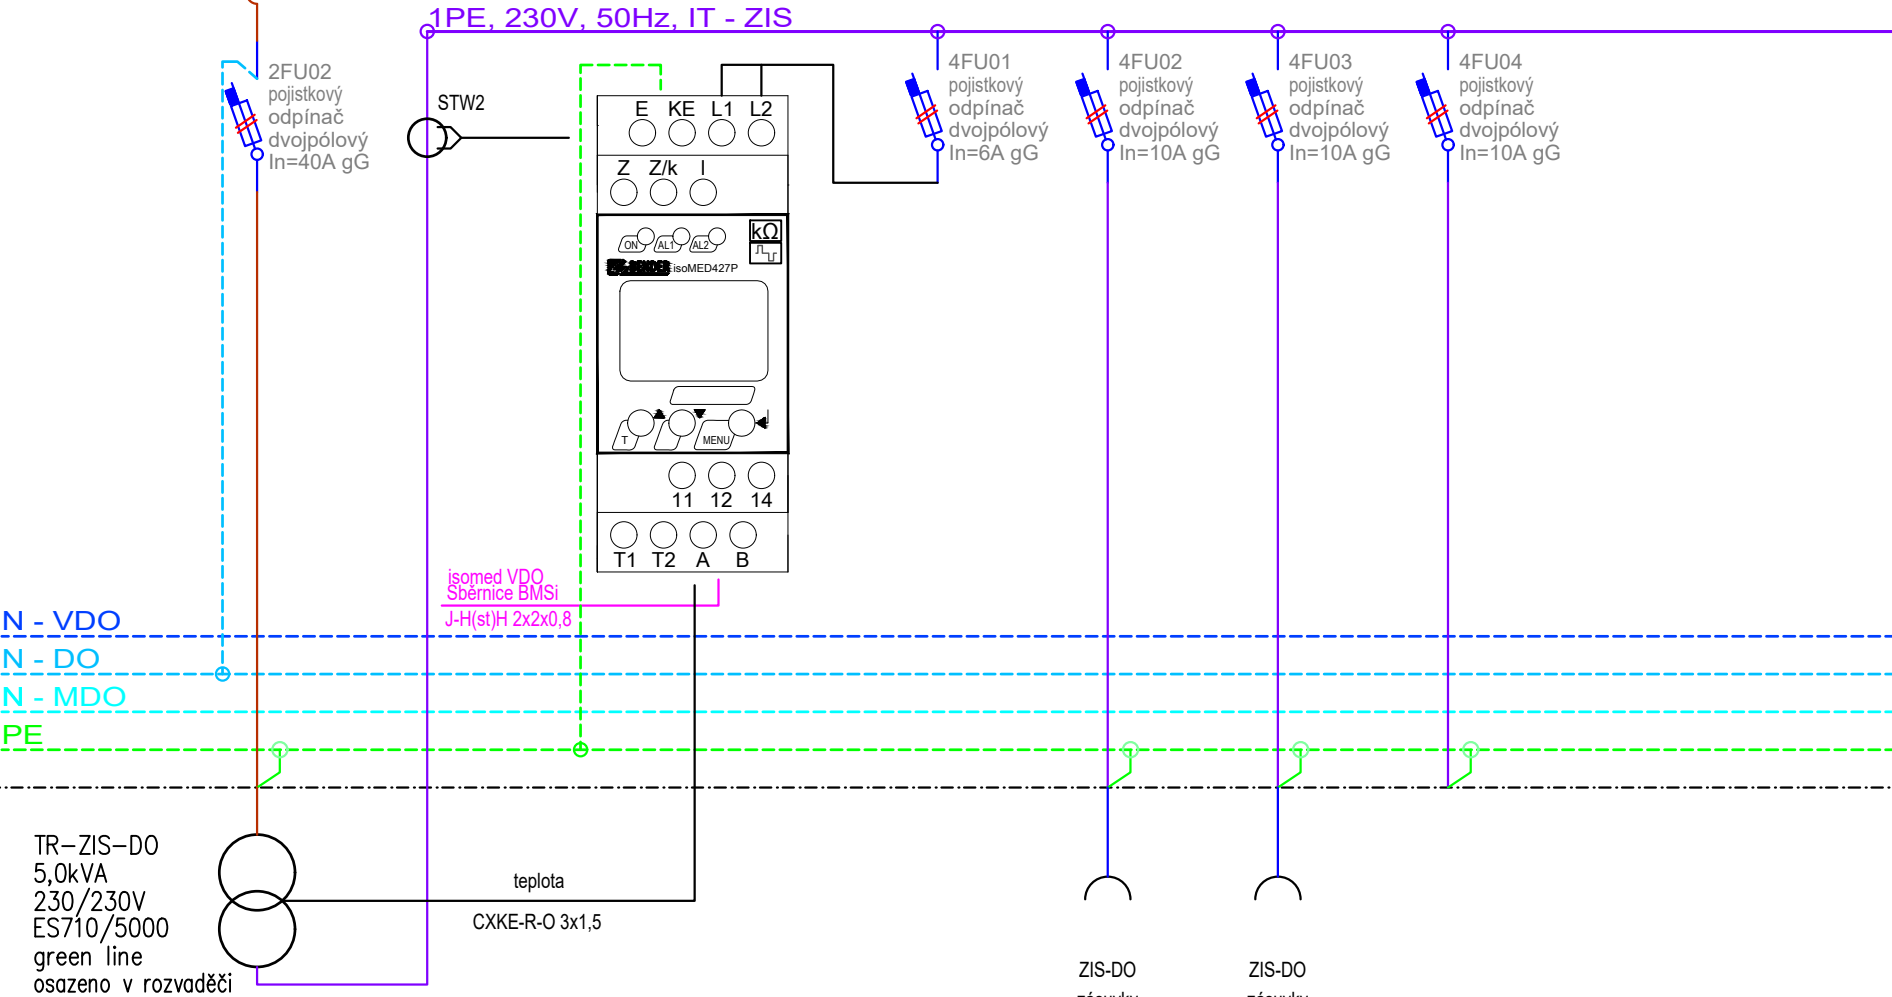 1PE, 230V, 50Hz, IT - ZIS
2FU02
pojistkový
odpínač
dvojpólový
In=40A gG
STW2
E KE L1 L2
Z Z/k I
kΩ
ON AL1 AL2
BENDER isoMED427P
T MENU
11 12 14
T1 T2 A B
4FU01
pojistkový
odpínač
dvojpólový
In=6A gG
4FU02
pojistkový
odpínač
dvojpólový
In=10A gG
4FU03
pojistkový
odpínač
dvojpólový
In=10A gG
4FU04
pojistkový
odpínač
dvojpólový
In=10A gG
isomed VDO
Sběrnice BMSi
J-H(st)H 2x2x0,8
N - VDO
N - DO
N - MDO
PE
TR-ZIS-DO
5,0kVA
230/230V
ES710/5000
green line
osazeno v rozvaděči
teplota
CXKE-R-O 3x1,5
ZIS-DO
zásuvky
ZIS-DO
zásuvky